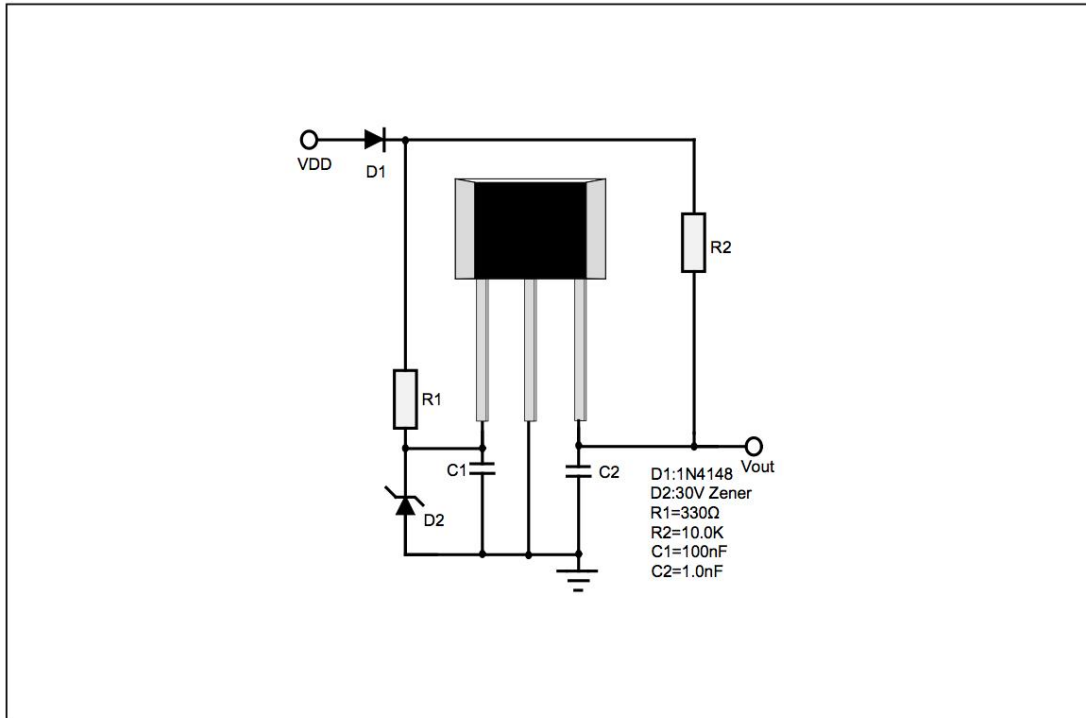 VDD
D1
R2
R1
C1
C2
Vout
D2
D1:1N4148
D2:30V Zener
R1=330Ω
R2=10.0K
C1=100nF
C2=1.0nF